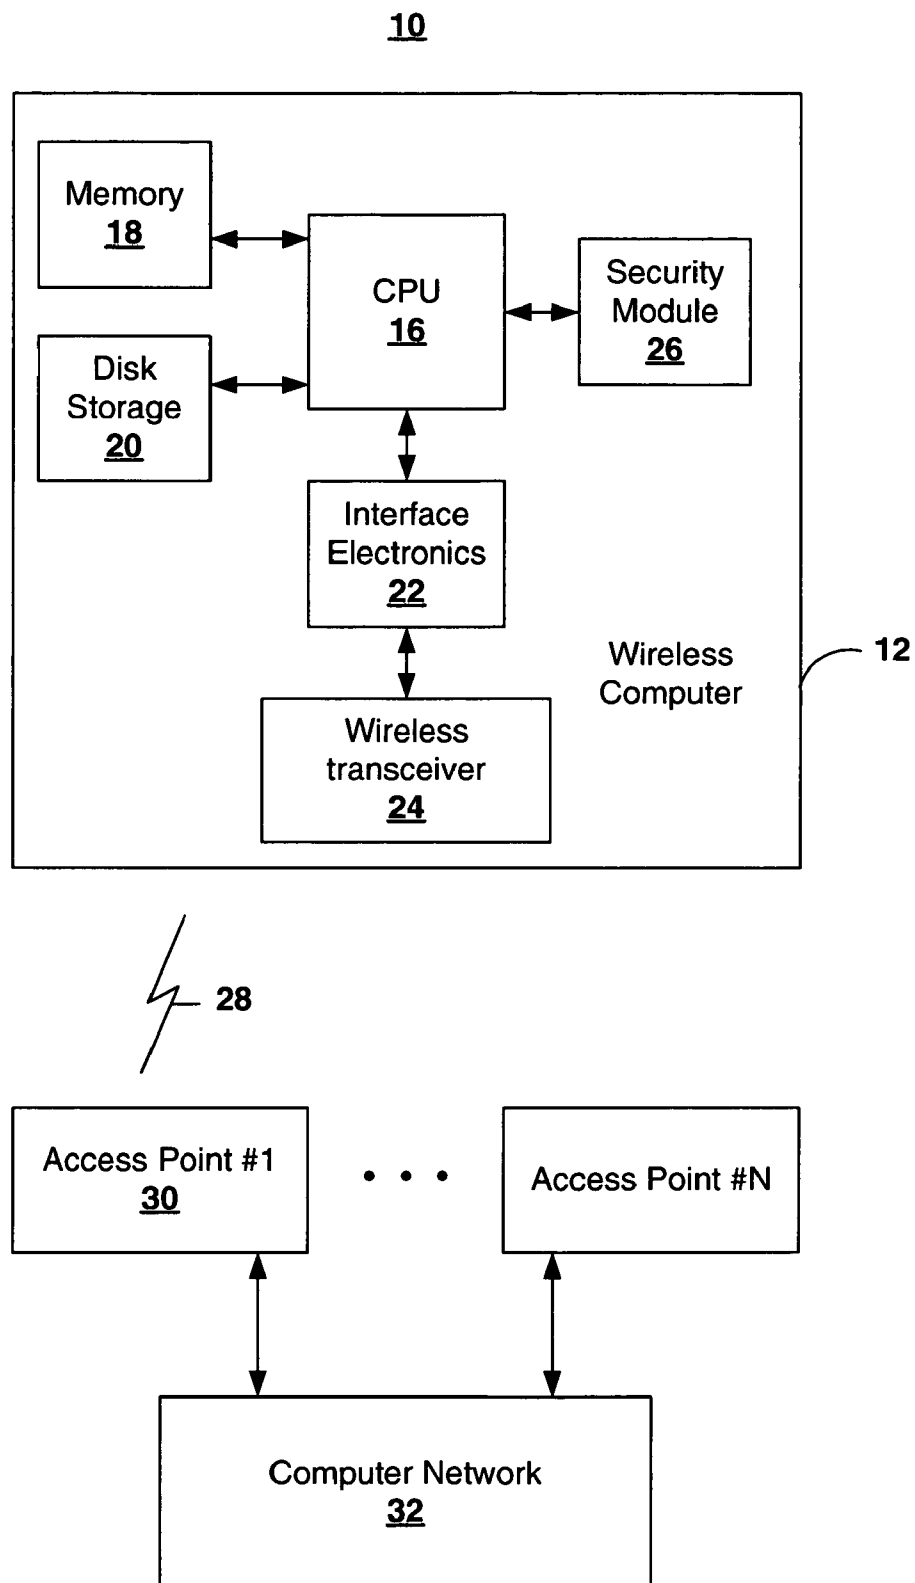 10
Memory
18
CPU
16
Security
Module
26
Disk
Storage
20
Interface
Electronics
22
Wireless
Computer
12
Wireless
transceiver
24
28
Access Point #1
30
Access Point #N
Computer Network
32